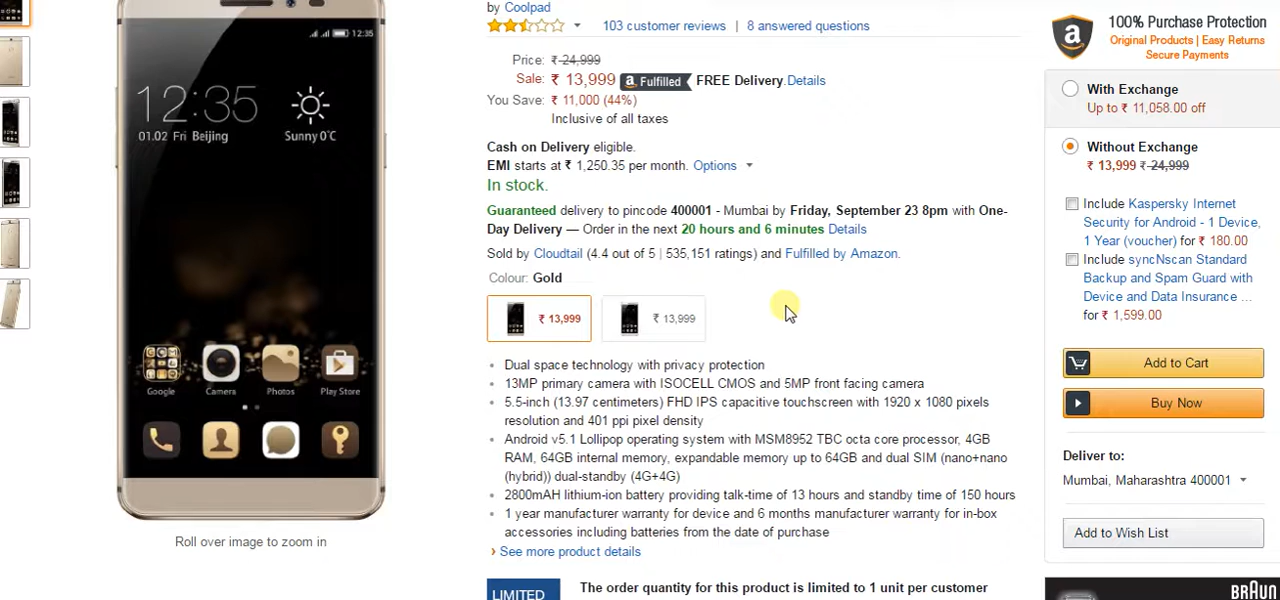 12:35
12:35
01.02 Fri Beijing
Sunny 0℃
Google
Camera
Photos
Play Store
Roll over image to zoom in
by Coolpad
103 customer reviews | 8 answered questions
Price: ₹ 24,999
Sale: ₹ 13,999 a Fulfilled FREE Delivery. Details
You Save: ₹ 11,000 (44%)
Inclusive of all taxes
Cash on Delivery eligible.
EMI starts at ₹ 1,250.35 per month. Options
In stock.
Guaranteed delivery to pincode 400001 - Mumbai by Friday, September 23 8pm with One-
Day Delivery — Order in the next 20 hours and 6 minutes Details
Sold by Cloudtail (4.4 out of 5 | 535,151 ratings) and Fulfilled by Amazon.
Colour: Gold
₹ 13,999
₹ 13,999
• Dual space technology with privacy protection
• 13MP primary camera with ISOCELL CMOS and 5MP front facing camera
• 5.5-inch (13.97 centimeters) FHD IPS capacitive touchscreen with 1920 x 1080 pixels
resolution and 401 ppi pixel density
• Android v5.1 Lollipop operating system with MSM8952 TBC octa core processor, 4GB
RAM, 64GB internal memory, expandable memory up to 64GB and dual SIM (nano+nano
(hybrid)) dual-standby (4G+4G)
• 2800mAH lithium-ion battery providing talk-time of 13 hours and standby time of 150 hours
• 1 year manufacturer warranty for device and 6 months manufacturer warranty for in-box
accessories including batteries from the date of purchase
› See more product details
LIMITED
The order quantity for this product is limited to 1 unit per customer
a
100% Purchase Protection
Original Products | Easy Returns
Secure Payments
With Exchange
Up to ₹ 11,058.00 off
Without Exchange
₹ 13,999 ₹ 24,999
Include Kaspersky Internet
Security for Android - 1 Device,
1 Year (voucher) for ₹ 180.00
Include syncNscan Standard
Backup and Spam Guard with
Device and Data Insurance ...
for ₹ 1,599.00
Add to Cart
Buy Now
Deliver to:
Mumbai, Maharashtra 400001
Add to Wish List
BRAUN